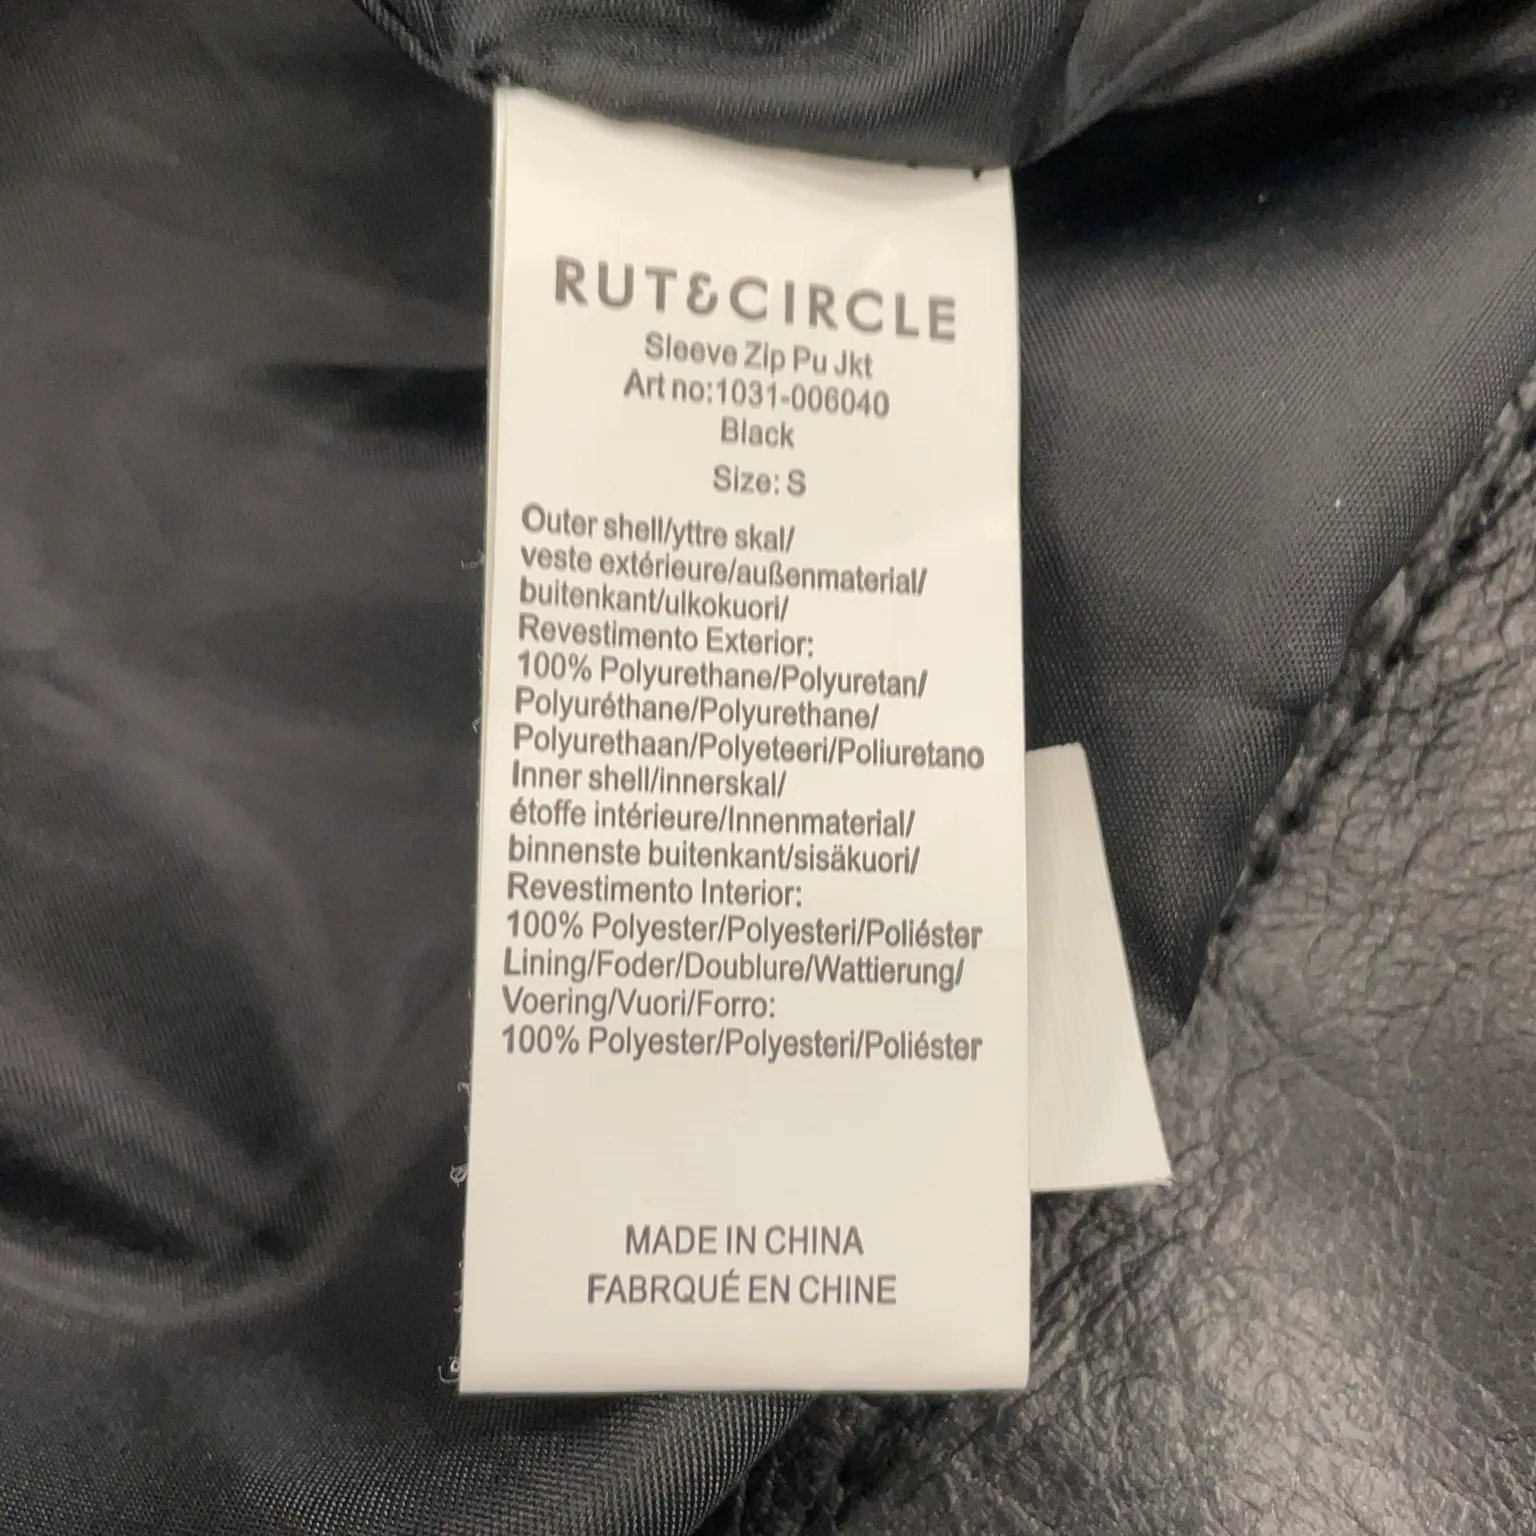 RUT&CIRCLE
Sleeve Zip Pu Jkt
Art no:1031-006040
Black
Size: S
Outer shell/yttre skal/
veste extérieure/außenmaterial/
buitenkant/ulkokuori/
Revestimento Exterior:
100% Polyurethane/Polyuretan/
Polyuréthane/Polyurethane/
Polyurethaan/Polyeteeri/Poliuretano
Inner shell/innerskal/
étoffe intérieure/Innenmaterial/
binnenste buitenkant/sisäkuori/
Revestimento Interior:
100% Polyester/Polyesteri/Poliéster
Lining/Foder/Doublure/Wattierung/
Voering/Vuori/Forro:
100% Polyester/Polyesteri/Poliéster
MADE IN CHINA
FABRQUÉ EN CHINE